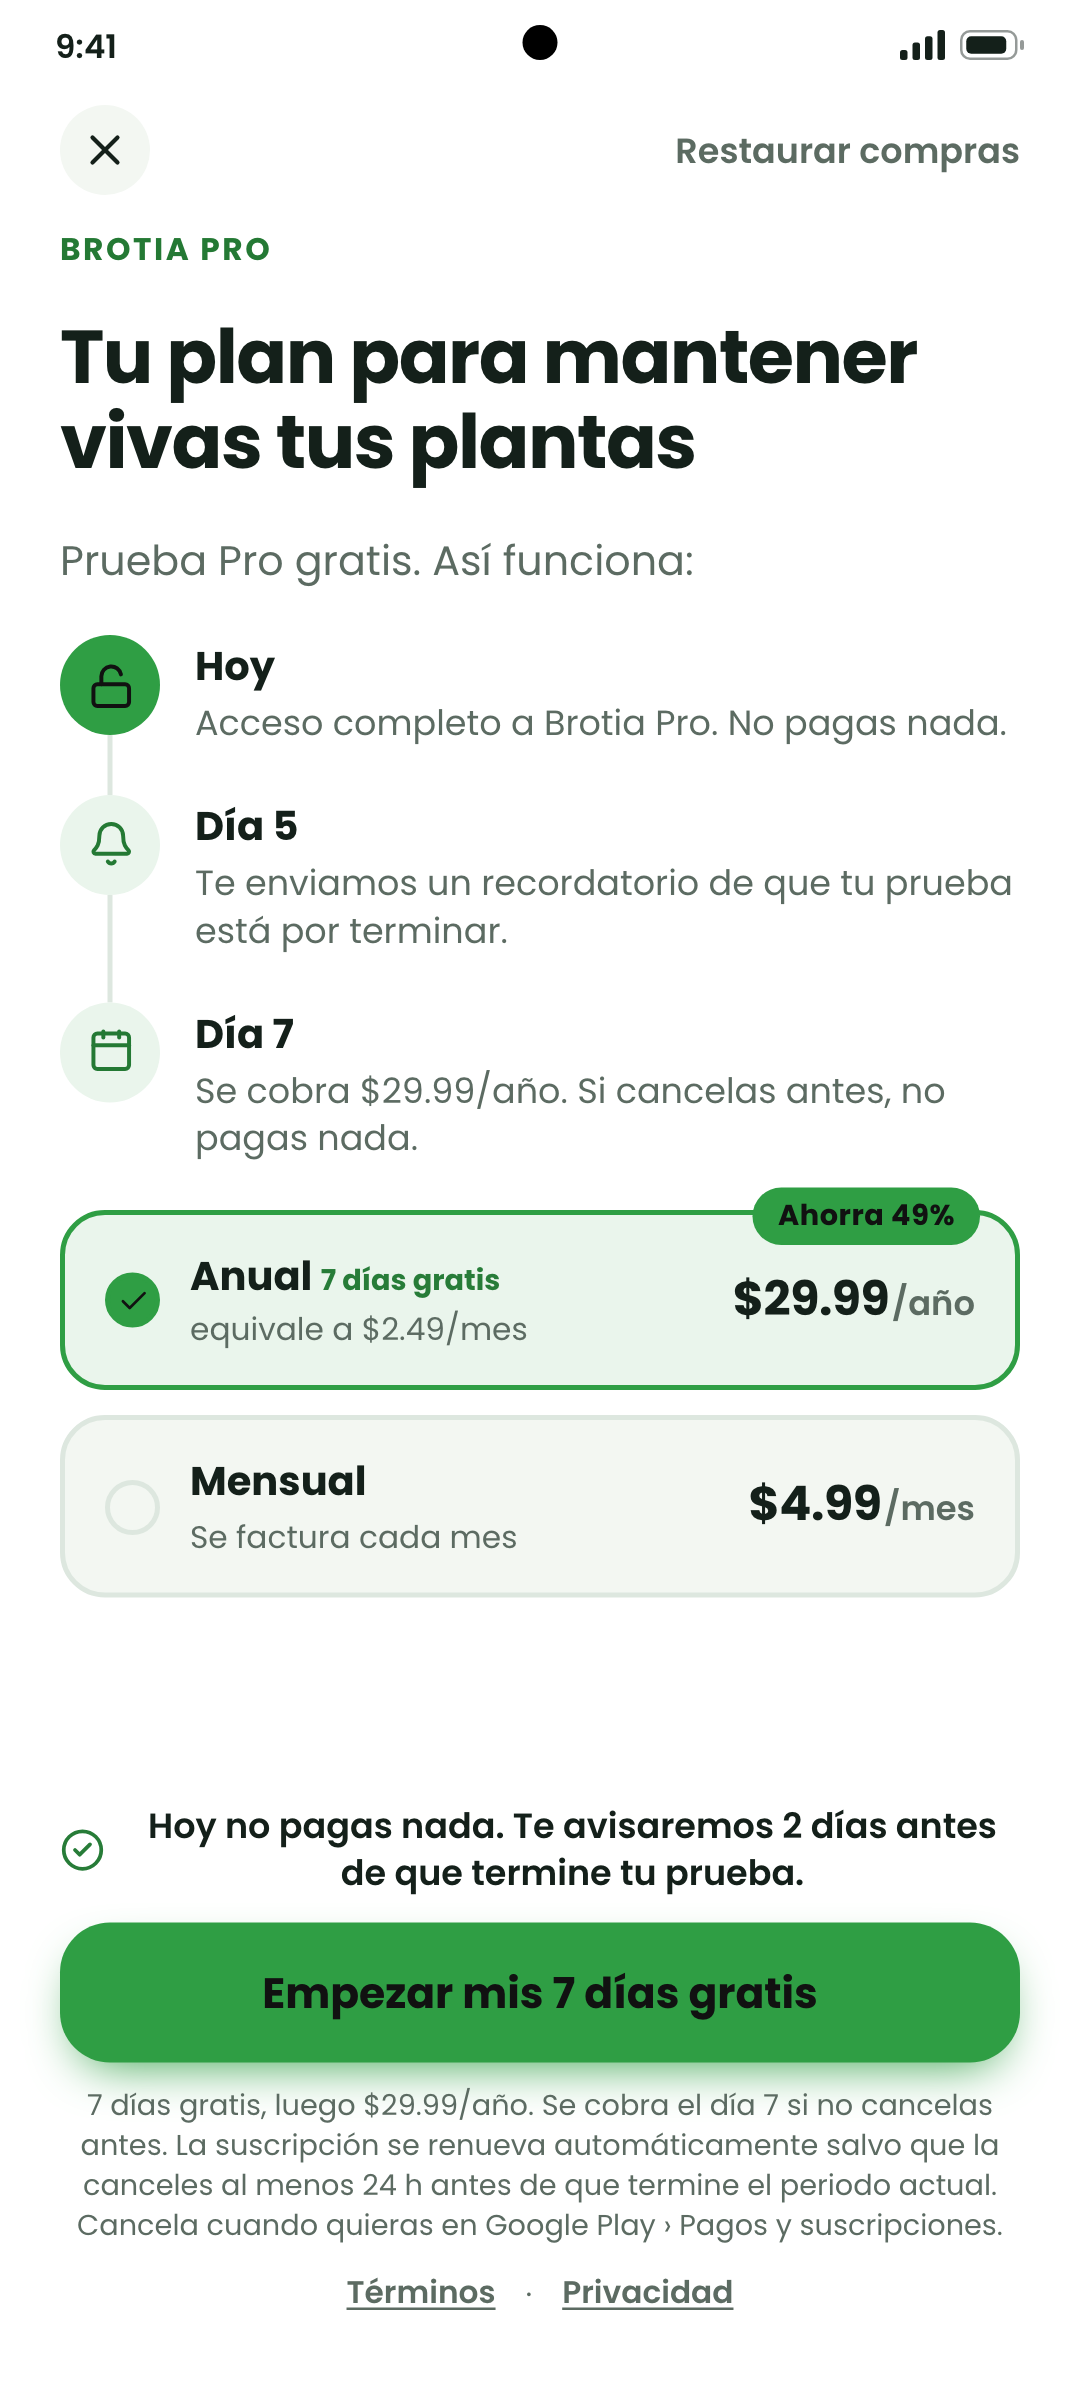 9:41
Restaurar compras
BROTIA PRO
Tu plan para mantener
vivas tus plantas
Prueba Pro gratis. Así funciona:
Hoy
Acceso completo a Brotia Pro. No pagas nada.
Día 5
Te enviamos un recordatorio de que tu prueba
está por terminar.
Día 7
Se cobra $29.99/año. Si cancelas antes, no
pagas nada.
Ahorra 49%
Anual 7 días gratis
$29.99/año
equivale a $2.49/mes
Mensual
$4.99/mes
Se factura cada mes
Hoy no pagas nada. Te avisaremos 2 días antes
de que termine tu prueba.
Empezar mis 7 días gratis
7 días gratis, luego $29.99/año. Se cobra el día 7 si no cancelas
antes. La suscripción se renueva automáticamente salvo que la
canceles al menos 24 h antes de que termine el periodo actual.
Cancela cuando quieras en Google Play › Pagos y suscripciones.
Términos · Privacidad